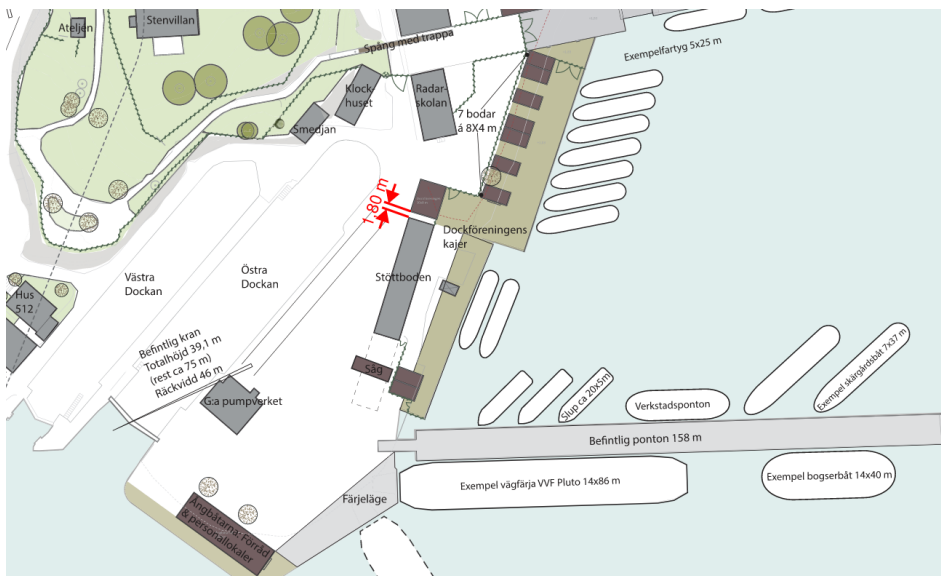 Ateljen
Stenvillan
Spång med trappa
Exempelfartyg 5x25 m
Klock-
huset
Radar-
skolan
7 bodar
á 8X4 m
Smedjan
1,80 m
Dockföreningens
kajer
Västra
Dockan
Östra
Dockan
Stöttboden
Hus
512
Befintlig kran
Totalhöjd 39,1 m
(rest ca 75 m)
Räckvidd 46 m
Såg
G:a pumpverket
Slup ca 20x5m
Verkstadsponton
Exempel skärgårdsbåt 7x37 m
Befintlig ponton 158 m
Exempel vägfärja VVF Pluto 14x86 m
Exempel bogserbåt 14x40 m
Färjeläge
Ångbåtarna: Förråd
& personallokaler